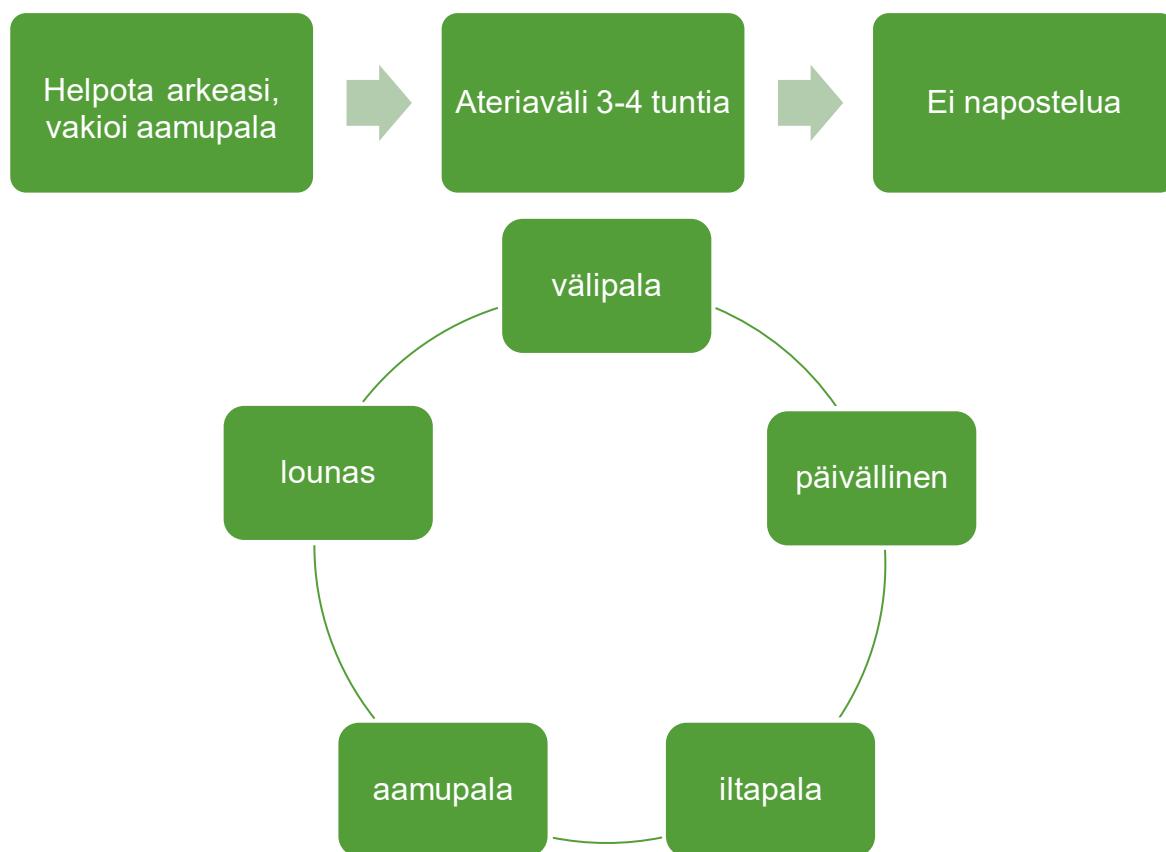 Helpota arkeasi,
vakioi aamupala
Ateriaväli 3-4 tuntia
Ei napostelua
välipala
lounas
päivällinen
aamupala
iltapala